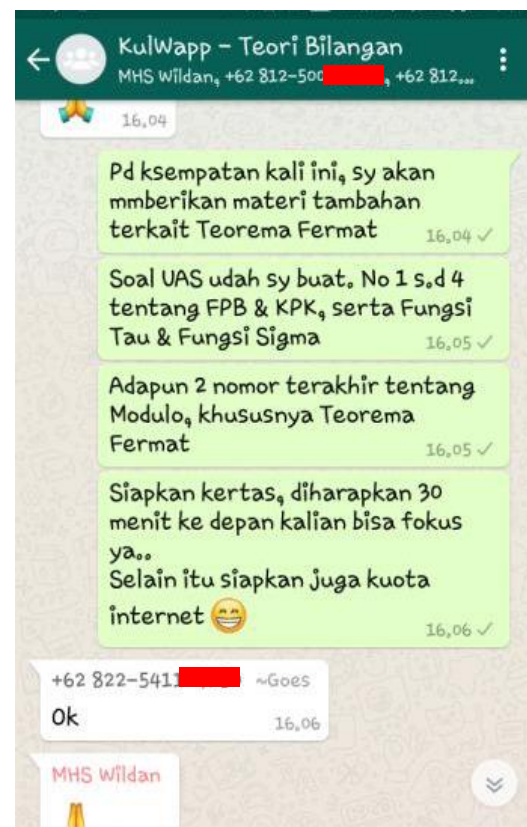 KulWapp – Teori Bilangan
MHS Wildan, +62 812-500 , +62 812...
16.04
Pd ksempatan kali ini, sy akan
mmberikan materi tambahan
terkait Teorema Fermat 16.04
Soal UAS udah sy buat. No 1 s.d 4
tentang FPB & KPK, serta Fungsi
Tau & Fungsi Sigma 16.05
Adapun 2 nomor terakhir tentang
Modulo, khususnya Teorema
Fermat 16.05
Siapkan kertas, diharapkan 30
menit ke depan kalian bisa fokus
ya..
Selain itu siapkan juga kuota
internet 😁 16.06
+62 822-5411 ~Goes
Ok 16.06
MHS Wildan